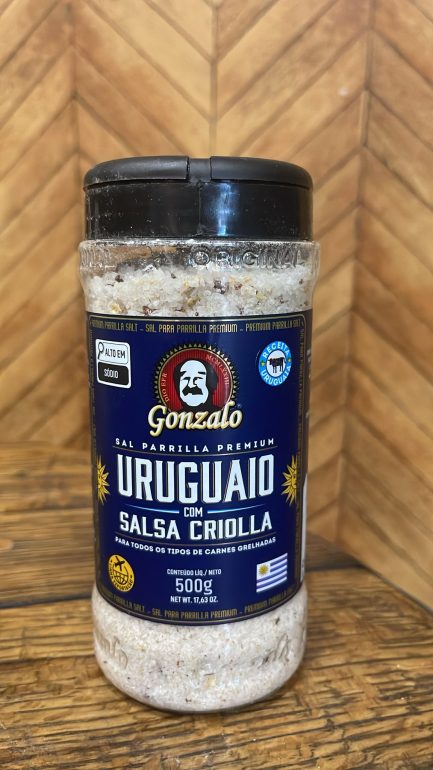 ORIGINAL
PREMIUM PARRILLA SALT - SAL PARA PARRILLA PREMIUM - PREMIUM PARRILLA SALT
ALTO EM
SÓDIO
RECEITA
URUGUAIA
Gonzalo
SAL PARRILLA PREMIUM
URUGUAIO
COM
SALSA CRIOLLA
PARA TODOS OS TIPOS DE CARNES GRELHADAS
CONTEÚDO LÍQ./ NETO
500g
NET WT. 17,63 OZ.
PARRILLA SALT - SAL PARA PARRILLA PREMIUM - PREMIUM PARRILLA